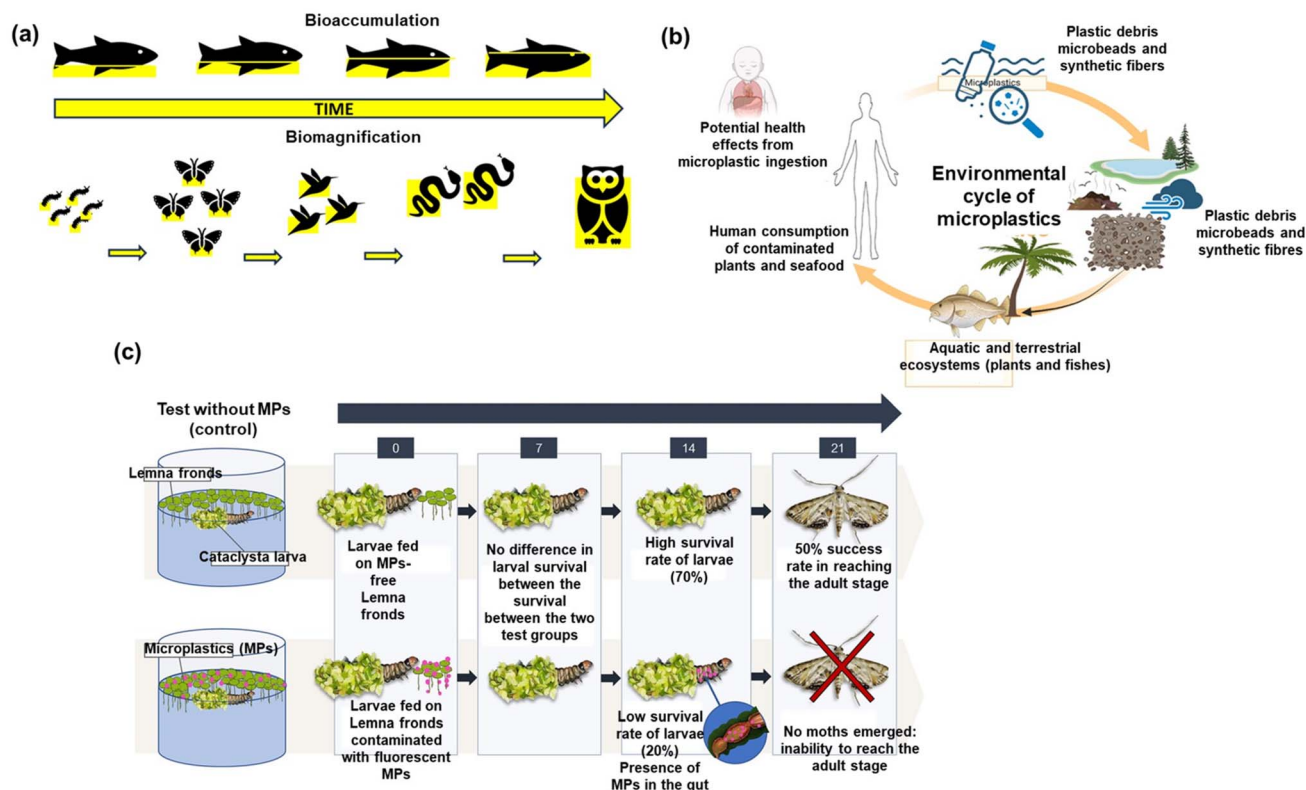 (a)
Bioaccumulation
TIME
Biomagnification
(b)
Plastic debris
microbeads and
synthetic fibers
Microplastics
Potential health
effects from
microplastic ingestion
Environmental
cycle of
microplastics
Plastic debris
microbeads and
synthetic fibres
Human consumption
of contaminated
plants and seafood
Aquatic and terrestrial
ecosystems (plants and fishes)
(c)
Test without MPs
(control)
Lemna fronds
Cataclysta larva
0
7
14
21
Larvae fed
on MPs-
free
Lemna
fronds
No difference in
larval survival
between the
survival
between the two
test groups
High survival
rate of larvae
(70%)
50% success
rate in reaching
the adult stage
Microplastics (MPs)
Larvae fed on
Lemna fronds
contaminated
with fluorescent
MPs
Low survival
rate of larvae
(20%)
Presence of
MPs in the gut
No moths emerged:
inability to reach the
adult stage